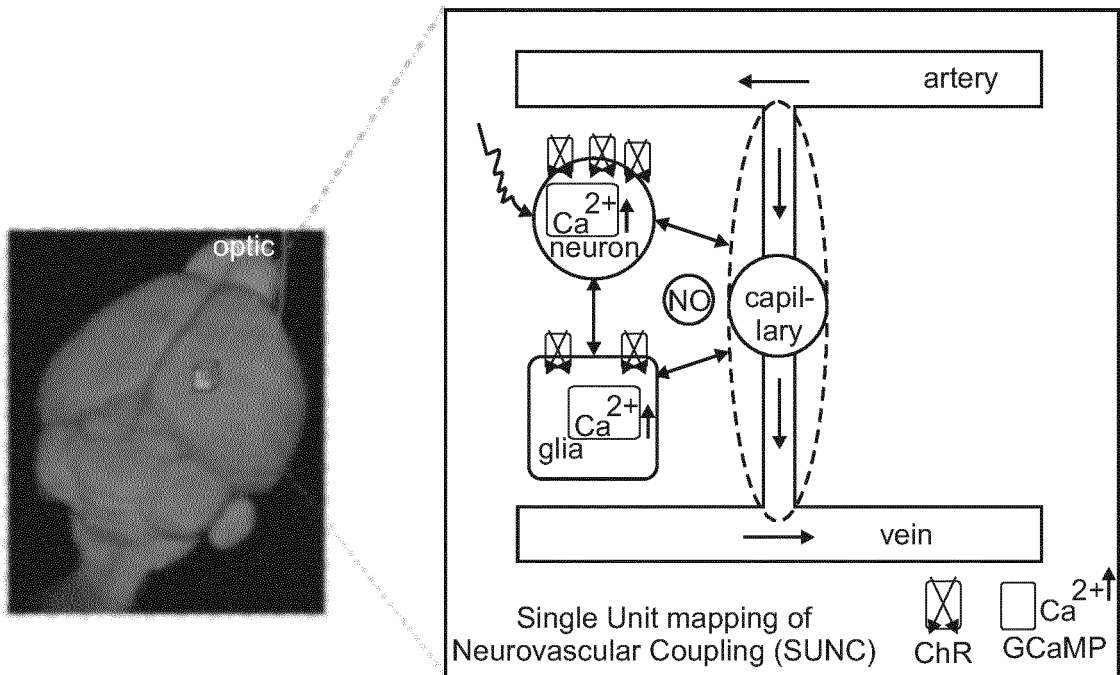 optic
artery
Ca2+
neuron
NO
capil-
lary
Ca2+
glia
vein
Single Unit mapping of
Neurovascular Coupling (SUNC)
ChR
Ca2+
GCaMP